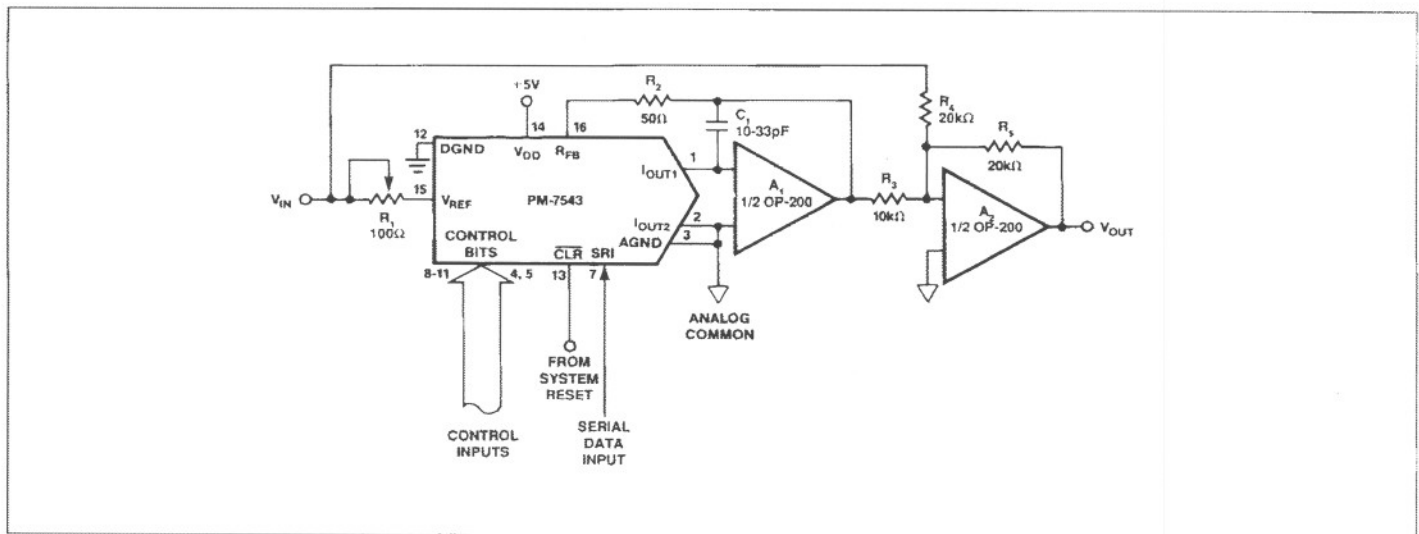 +5V
R2
50Ω
C1
10-33pF
R4
20kΩ
R5
20kΩ
12
DGND
14
VDD
16
RFB
1
IOUT1
A1
1/2 OP-200
R3
10kΩ
A2
1/2 OP-200
VOUT
VIN
R1
100Ω
15
VREF
PM-7543
2
IOUT2
3
AGND
CONTROL
BITS
CLR
SRI
8-11
4, 5
13
7
ANALOG
COMMON
FROM
SYSTEM
RESET
CONTROL
INPUTS
SERIAL
DATA
INPUT